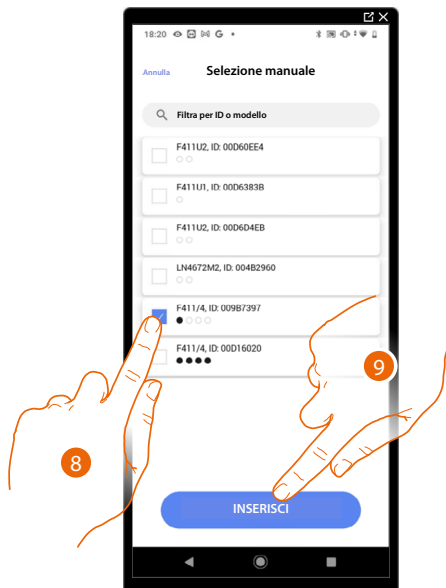 18:20 G
Annulla Selezione manuale
Filtra per ID o modello
F411U2, ID: 00D60EE4
F411U1, ID: 00D6383B
F411U2, ID: 00D6D4EB
LN4672M2, ID: 004B2960
F411/4, ID: 009B7397
F411/4, ID: 00D16020
9
8
INSERISCI